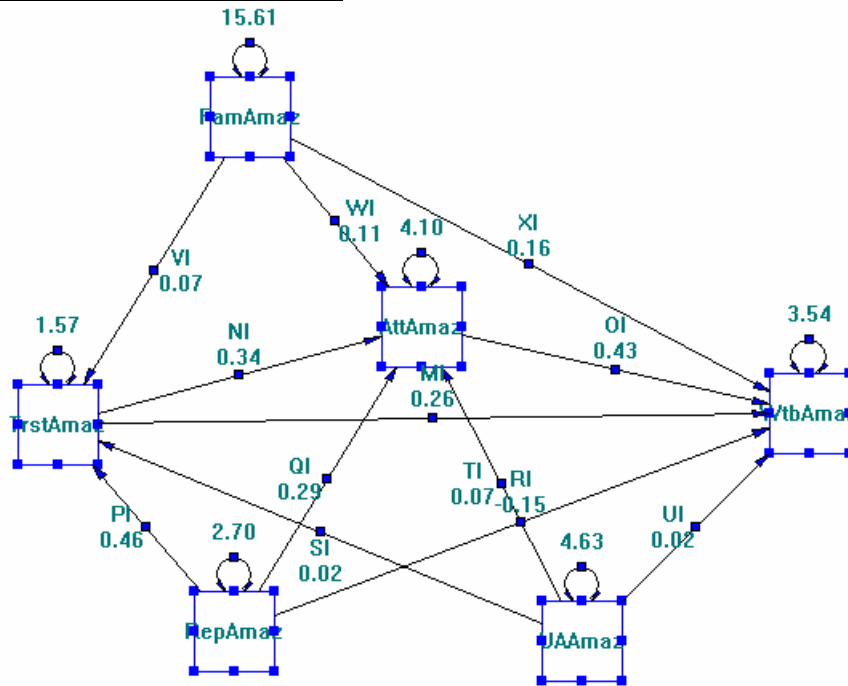 15.61
FamAmaz
WI
0.11
4.10
XI
0.16
VI
0.07
AttAmaz
OI
0.43
3.54
1.57
NI
0.34
MI
0.26
TrstAmaz
WtbAmaz
QI
0.29
TI
0.07
RI
-0.15
PI
0.46
2.70
SI
0.02
4.63
UI
0.02
RepAmaz
UAAmaz